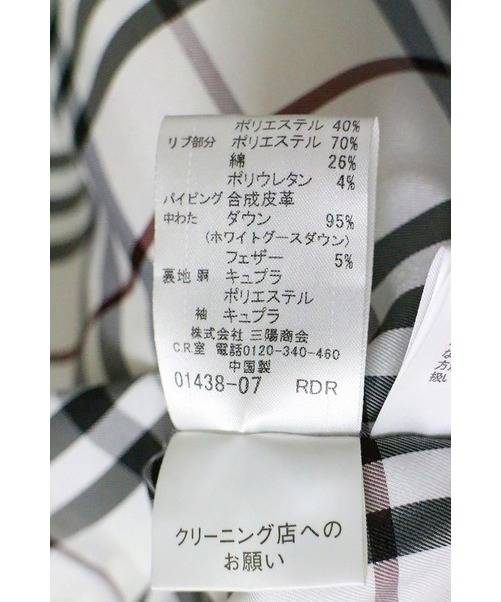 ポリエステル 40%
リブ部分 ポリエステル 70%
綿 26%
ポリウレタン 4%
パイピング 合成皮革
中わた ダウン 95%
(ホワイトグースダウン)
フェザー 5%
裏地 胴 キュプラ
ポリエステル
袖 キュプラ
株式会社 三陽商会
C.R.室 電話0120-340-460
中国製
01438-07 RDR
クリーニング店への
お願い